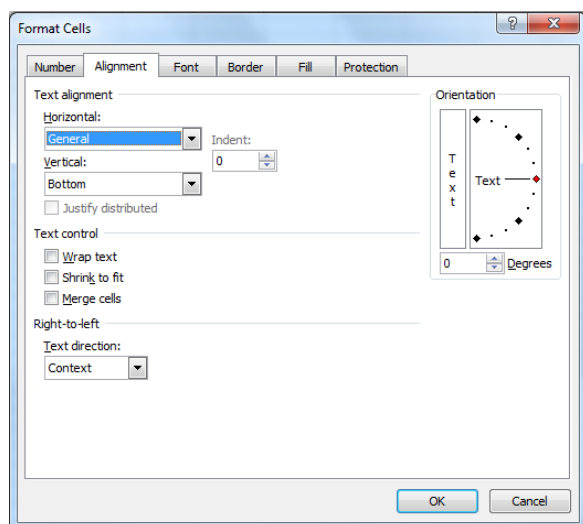 Format Cells
Number Alignment Font Border Fill Protection
Text alignment
Horizontal:
General
Indent:
Vertical:
0
Bottom
Justify distributed
Text control
Wrap text
Shrink to fit
Merge cells
Right-to-left
Text direction:
Context
Orientation
Text
Text
0 Degrees
OK Cancel